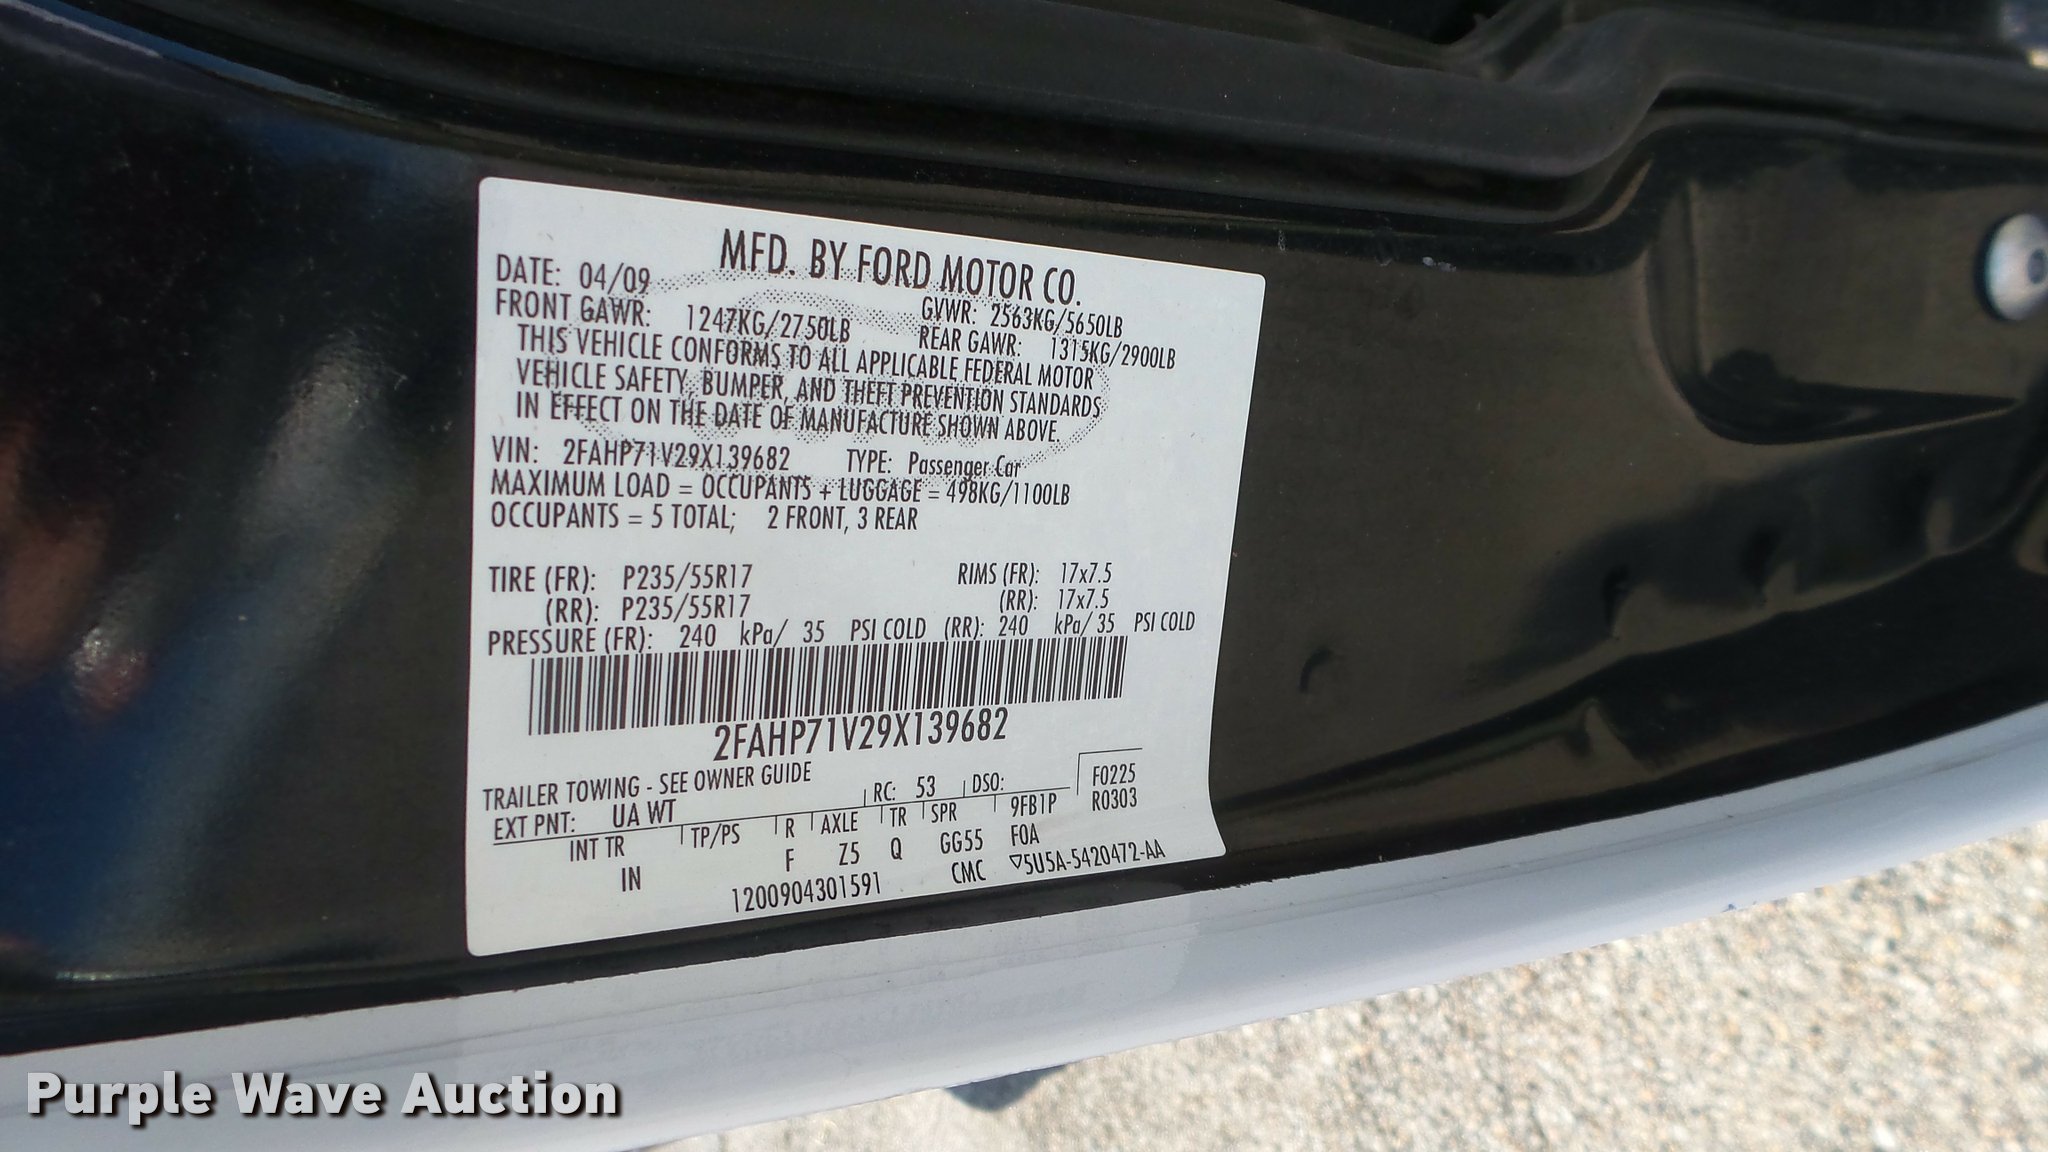 MFD. BY FORD MOTOR CO.
DATE: 04/09
GVWR: 2563KG/5650LB
FRONT GAWR: 1247KG/2750LB
REAR GAWR: 1315KG/2900LB
THIS VEHICLE CONFORMS TO ALL APPLICABLE FEDERAL MOTOR
VEHICLE SAFETY, BUMPER, AND THEFT PREVENTION STANDARDS
IN EFFECT ON THE DATE OF MANUFACTURE SHOWN ABOVE.
VIN: 2FAHP71V29X139682 TYPE: Passenger Car
MAXIMUM LOAD = OCCUPANTS + LUGGAGE = 498KG/1100LB
OCCUPANTS = 5 TOTAL; 2 FRONT, 3 REAR
TIRE (FR): P235/55R17 RIMS (FR): 17x7.5
(RR): P235/55R17 (RR): 17x7.5
PRESSURE (FR): 240 kPa/ 35 PSI COLD (RR): 240 kPa/ 35 PSI COLD
2FAHP71V29X139682
TRAILER TOWING - SEE OWNER GUIDE
EXT PNT: UA WT RC: 53 DSO: F0225
INT TR TP/PS R AXLE TR SPR 9FB1P R0303
IN F Z5 Q GG55 FOA
1200904301591 CMC ▽5U5A-5420472-AA
Purple Wave Auction